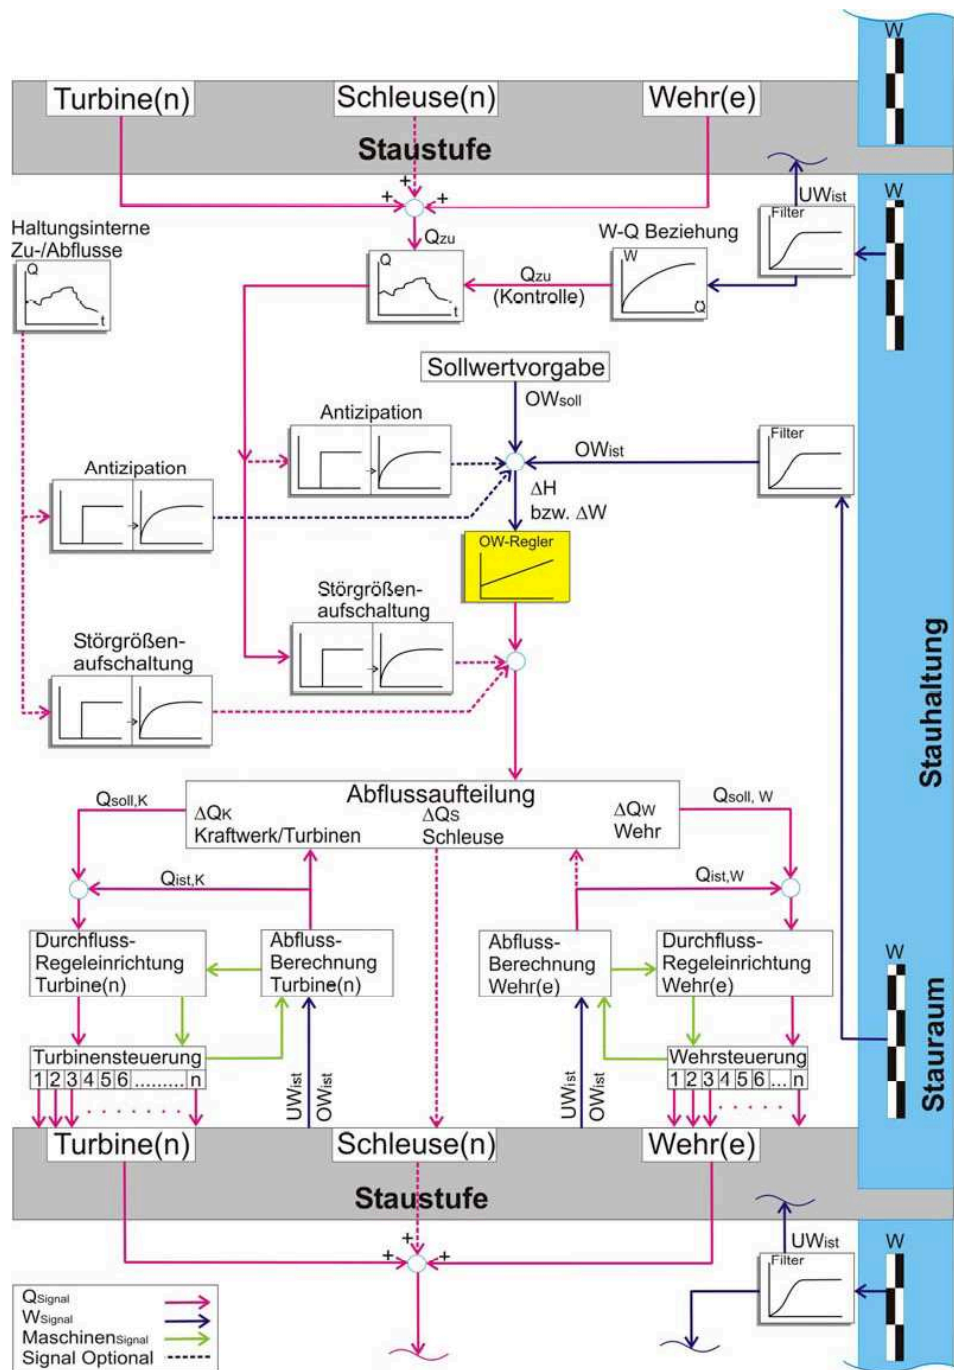 W
Turbine(n)
Schleuse(n)
Wehr(e)
Staustufe
+
+
+
W
UWist
Filter
Haltungsinterne
Zu-/Abflusse
Q
t
Qzu
Q
t
Qzu
(Kontrolle)
W-Q Beziehung
W
Q
Sollwertvorgabe
OWsoll
Antizipation
OWist
Filter
Antizipation
ΔH
bzw. ΔW
OW-Regler
Störgrößen-
aufschaltung
Störgrößen-
aufschaltung
Stauhaltung
Abflussaufteilung
Qsoll,K
ΔQK
Kraftwerk/Turbinen
ΔQS
Schleuse
ΔQW
Wehr
Qsoll, W
Qist,K
Qist,W
Durchfluss-
Regeleinrichtung
Turbine(n)
Abfluss-
Berechnung
Turbine(n)
Abfluss-
Berechnung
Wehr(e)
Durchfluss-
Regeleinrichtung
Wehr(e)
W
Stauraum
Turbinensteuerung
1 2 3 4 5 6 ......... n
UWist
OWist
UWist
OWist
Wehrsteuerung
1 2 3 4 5 6 ... n
Turbine(n)
Schleuse(n)
Wehr(e)
Staustufe
+
+
+
UWist
W
Filter
QSignal
WSignal
MaschinenSignal
Signal Optional